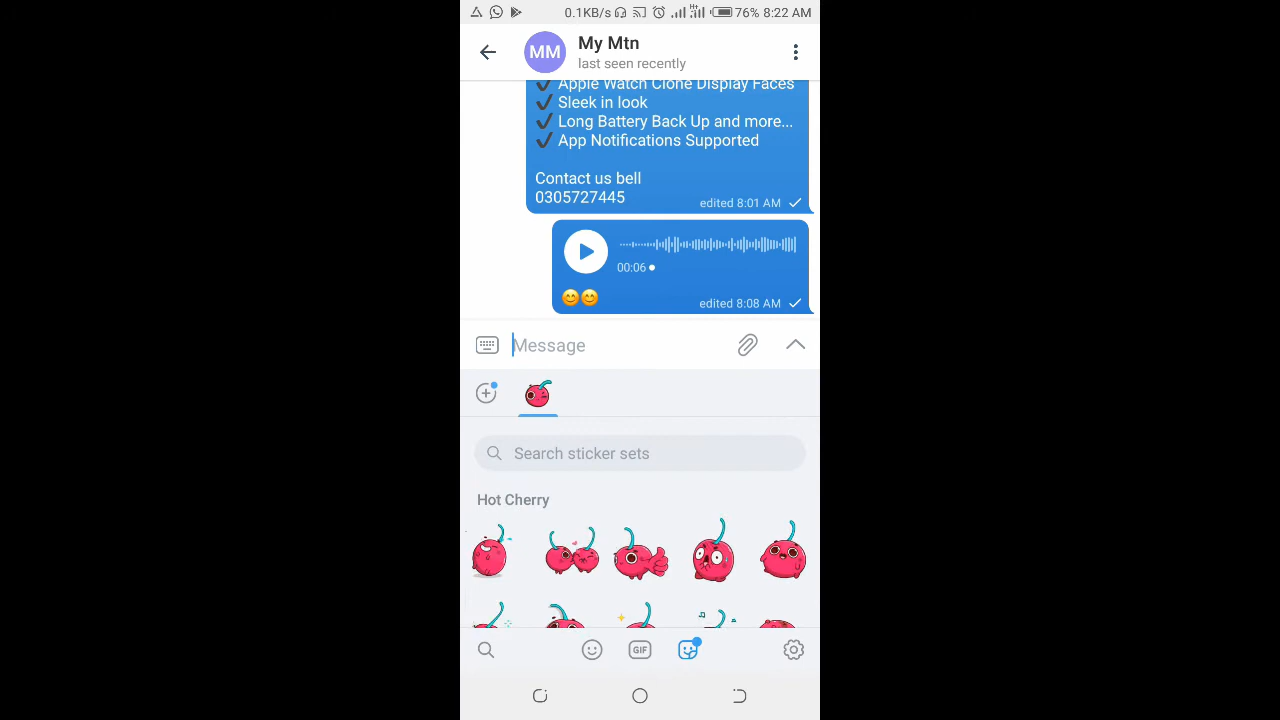 0.1KB/s 76% 8:22 AM
MM
My Mtn
last seen recently
✔ Apple Watch Clone Display Faces
✔ Sleek in look
✔ Long Battery Back Up and more...
✔ App Notifications Supported
Contact us bell
0305727445
edited 8:01 AM
00:06
😊😊
edited 8:08 AM
Message
Search sticker sets
Hot Cherry
GIF